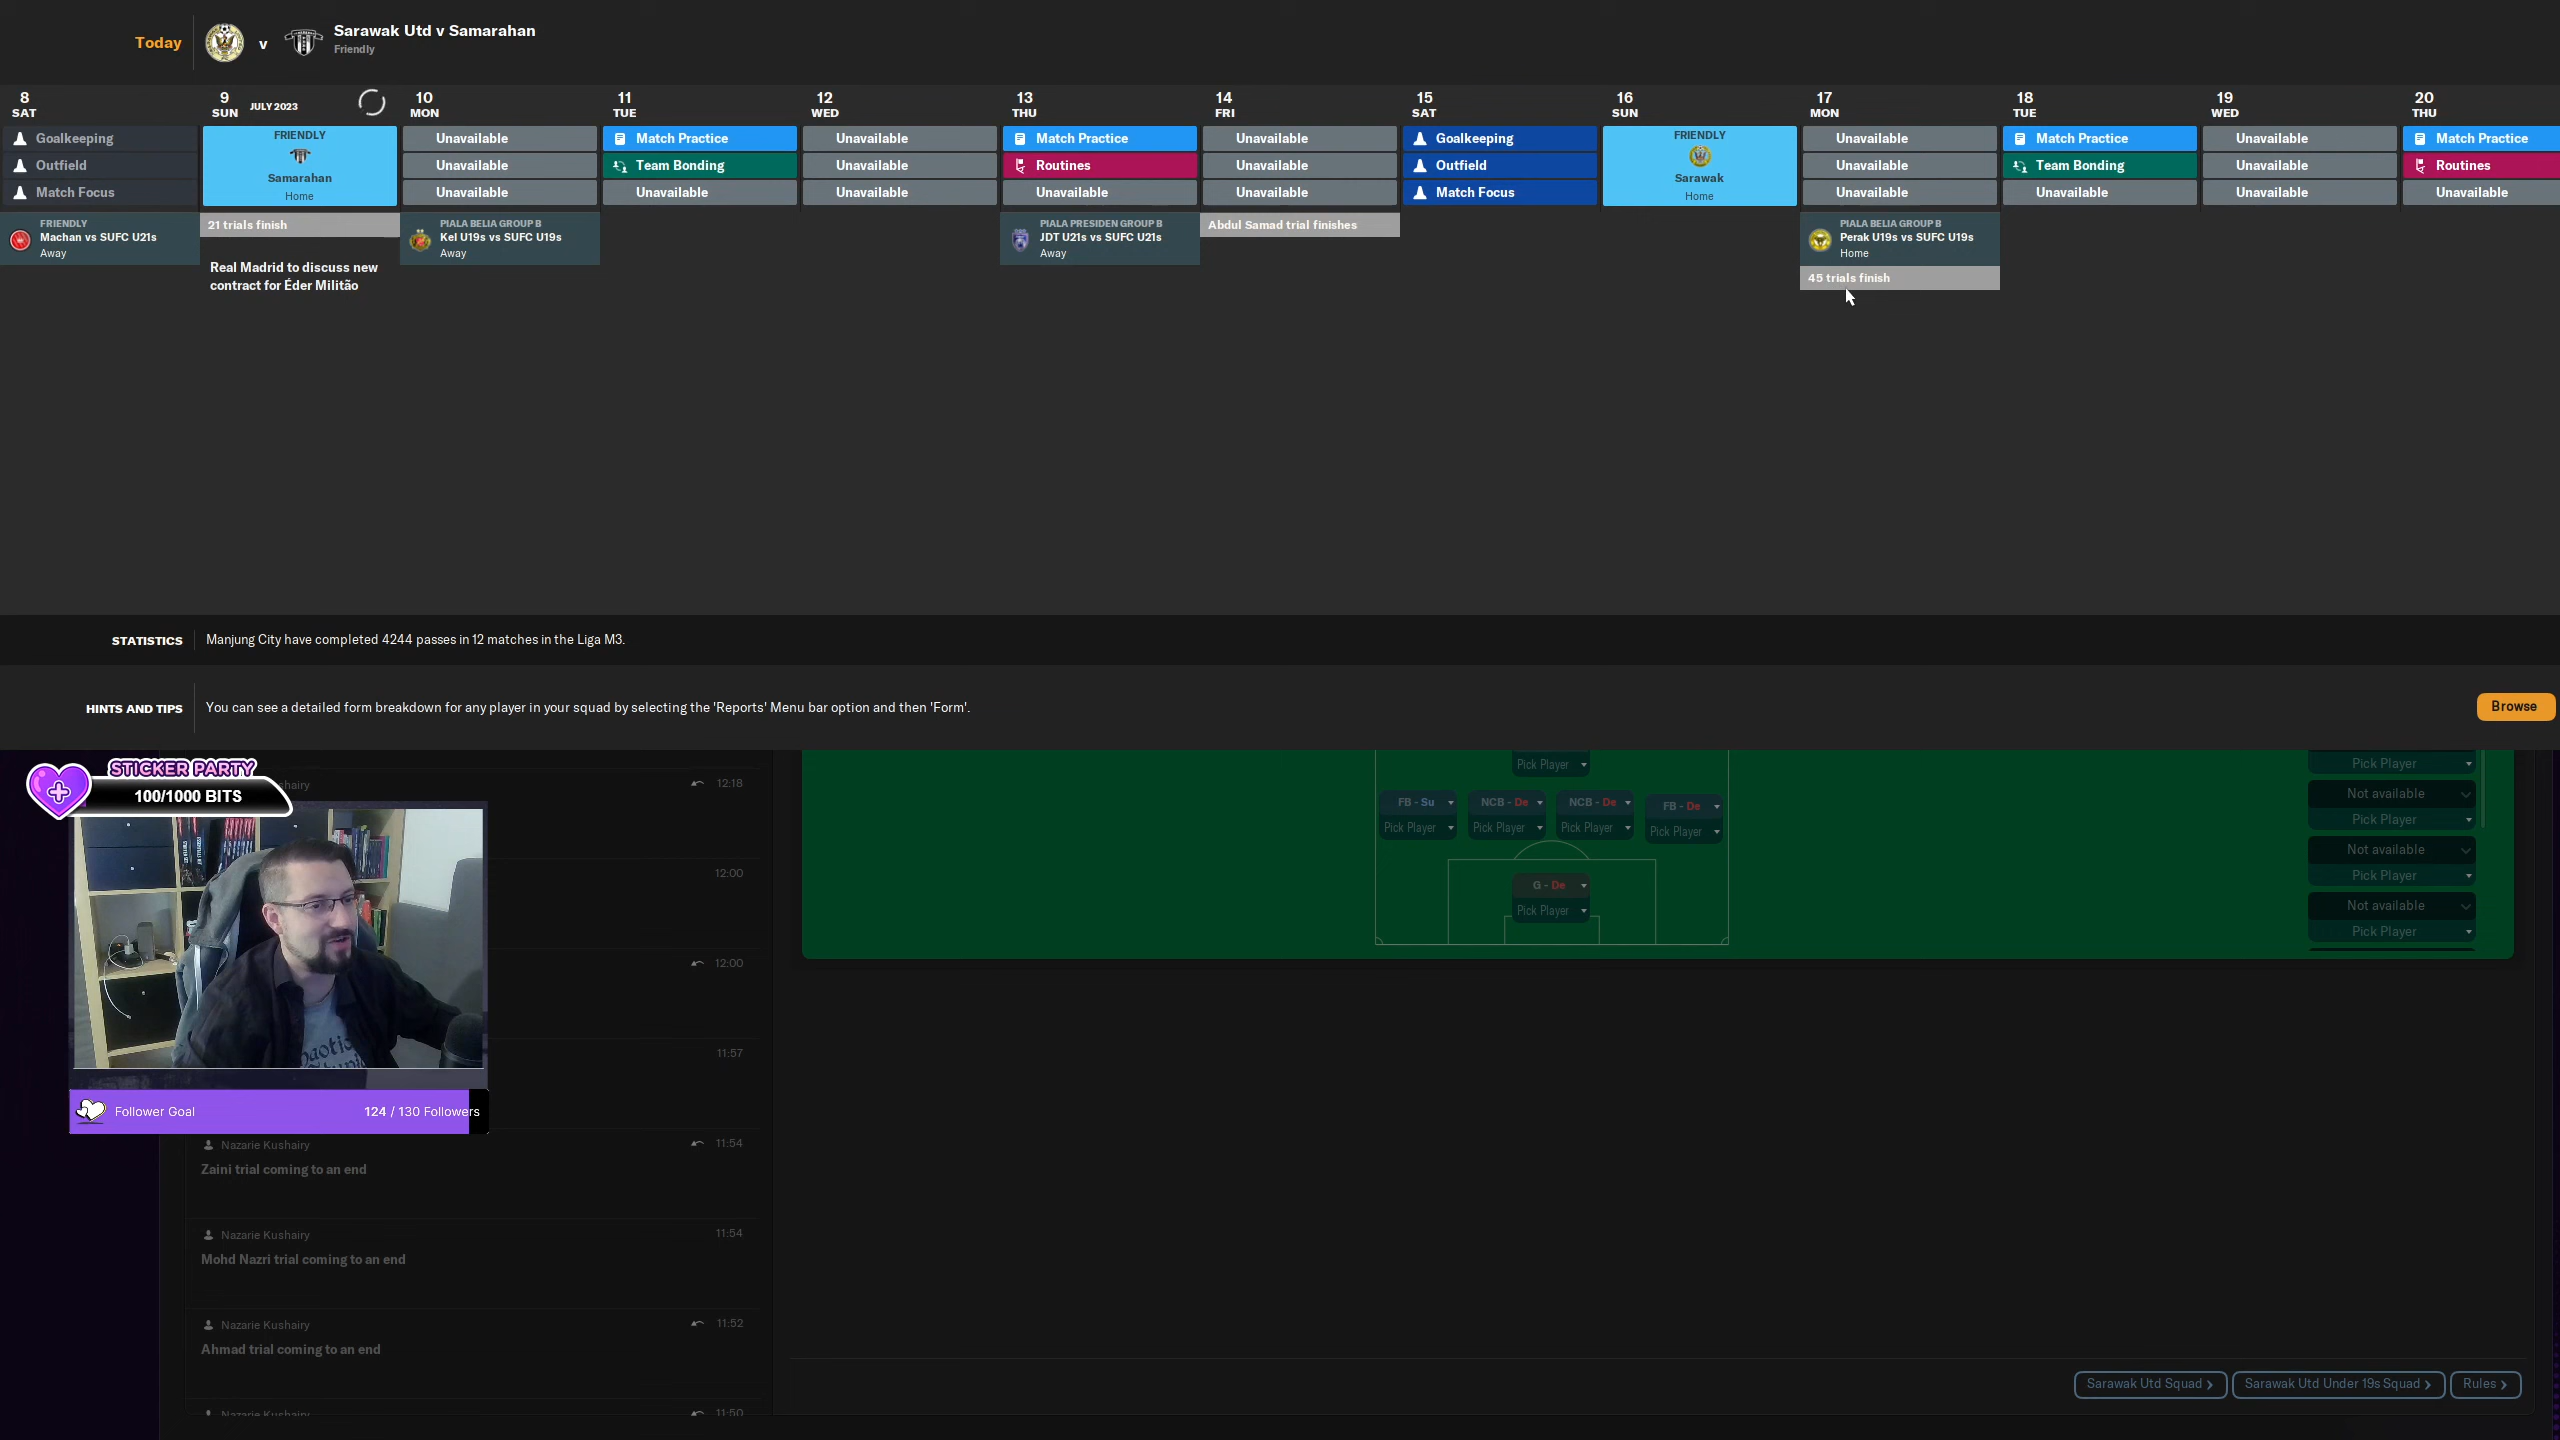 Today
v
Sarawak Utd v Samarahan
Friendly
8
SAT
9
SUN
JULY 2023
10
MON
11
TUE
12
WED
13
THU
14
FRI
15
SAT
16
SUN
17
MON
18
TUE
19
WED
20
THU
Goalkeeping
Outfield
Match Focus
FRIENDLY
Machan vs SUFC U21s
Away
FRIENDLY
Samarahan
Home
21 trials finish
Real Madrid to discuss new
contract for Éder Militão
Unavailable
Unavailable
Unavailable
PIALA BELIA GROUP B
Kel U19s vs SUFC U19s
Away
Match Practice
Team Bonding
Unavailable
Unavailable
Unavailable
Unavailable
Match Practice
Routines
Unavailable
PIALA PRESIDEN GROUP B
JDT U21s vs SUFC U21s
Away
Unavailable
Unavailable
Unavailable
Abdul Samad trial finishes
Goalkeeping
Outfield
Match Focus
FRIENDLY
Sarawak
Home
Unavailable
Unavailable
Unavailable
PIALA BELIA GROUP B
Perak U19s vs SUFC U19s
Home
45 trials finish
Match Practice
Team Bonding
Unavailable
Unavailable
Unavailable
Unavailable
Match Practice
Routines
Unavailable
STATISTICS
Manjung City have completed 4244 passes in 12 matches in the Liga M3.
HINTS AND TIPS
You can see a detailed form breakdown for any player in your squad by selecting the 'Reports' Menu bar option and then 'Form'.
Browse
STICKER PARTY
100/1000 BITS
12:18
12:00
12:00
11:57
Follower Goal
124 / 130 Followers
Nazarie Kushairy
11:54
Zaini trial coming to an end
Nazarie Kushairy
11:54
Mohd Nazri trial coming to an end
Nazarie Kushairy
11:52
Ahmad trial coming to an end
Nazarie Kushairy
11:50
Pick Player
FB - Su
Pick Player
NCB - De
Pick Player
NCB - De
Pick Player
FB - De
Pick Player
G - De
Pick Player
Pick Player
Not available
Pick Player
Not available
Pick Player
Not available
Pick Player
Sarawak Utd Squad
Sarawak Utd Under 19s Squad
Rules